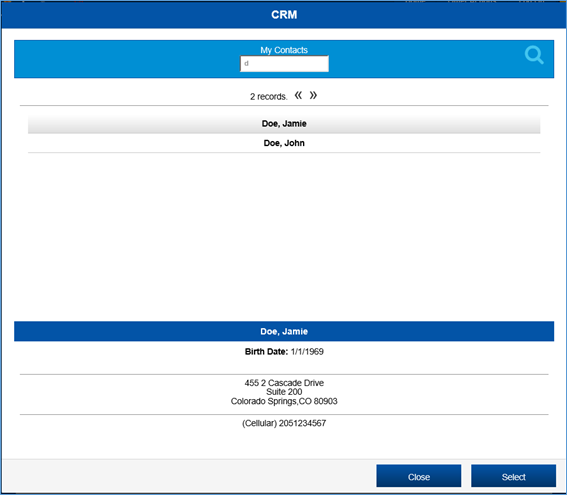 CRM
My Contacts
d
2 records. « »
Doe, Jamie
Doe, John
Doe, Jamie
Birth Date: 1/1/1969
455 2 Cascade Drive
Suite 200
Colorado Springs,CO 80903
(Cellular) 2051234567
Close Select